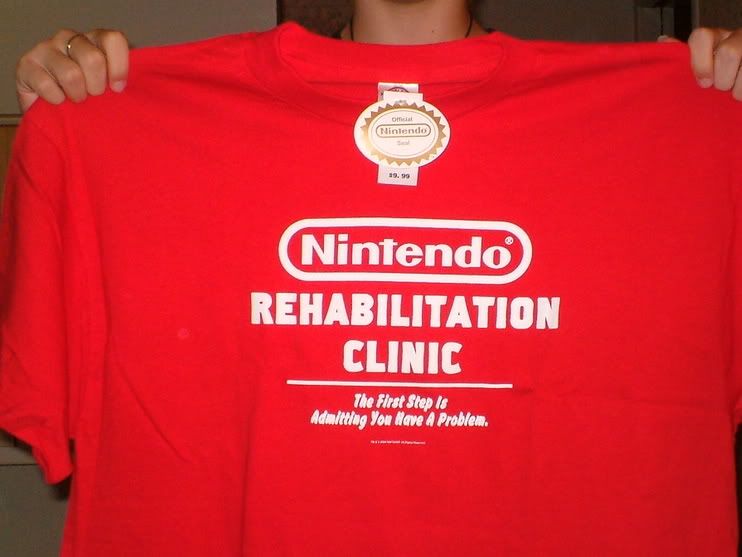 Official
Nintendo
Seal
$9.99
Nintendo®
REHABILITATION
CLINIC
The First Step Is
Admitting You Have A Problem.